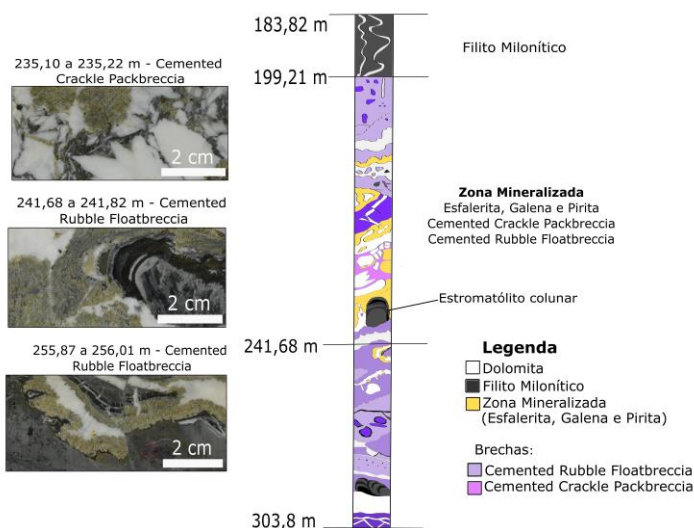 183,82 m
Filito Milonítico
235,10 a 235,22 m - Cemented
Crackle Packbreccia
199,21 m
2 cm
Zona Mineralizada
Esfalerita, Galena e Pirita
Cemented Crackle Packbreccia
Cemented Rubble Floatbreccia
241,68 a 241,82 m - Cemented
Rubble Floatbreccia
2 cm
Estromatólito colunar
241,68 m
255,87 a 256,01 m - Cemented
Rubble Floatbreccia
2 cm
Legenda
Dolomita
Filito Milonítico
Zona Mineralizada
(Esfalerita, Galena e Pirita)
Brechas:
Cemented Rubble Floatbreccia
Cemented Crackle Packbreccia
303,8 m